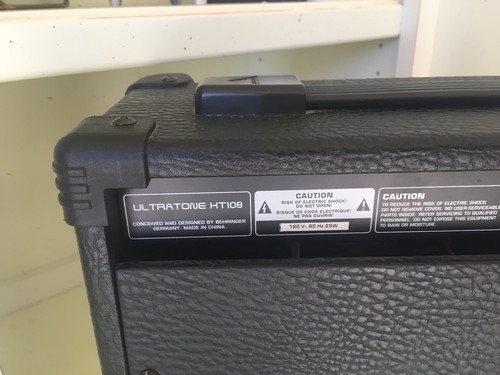 ULTRATONE KT108
CONCEIVED AND DESIGNED BY BEHRINGER
GERMANY. MADE IN CHINA.
CAUTION
RISK OF ELECTRIC SHOCK!
DO NOT OPEN!
RISQUE DE CHOC ELECTRIQUE!
NE PAS OUVRIR!
120 V~60 Hz 25W
CAUTION
TO REDUCE THE RISK OF ELECTRIC SHOCK
DO NOT REMOVE COVER. NO USER-SERVICEABLE
PARTS INSIDE: REFER SERVICING TO QUALIFIED
PERSONNEL. DO NOT EXPOSE THIS EQUIPMENT
TO RAIN OR MOISTURE.